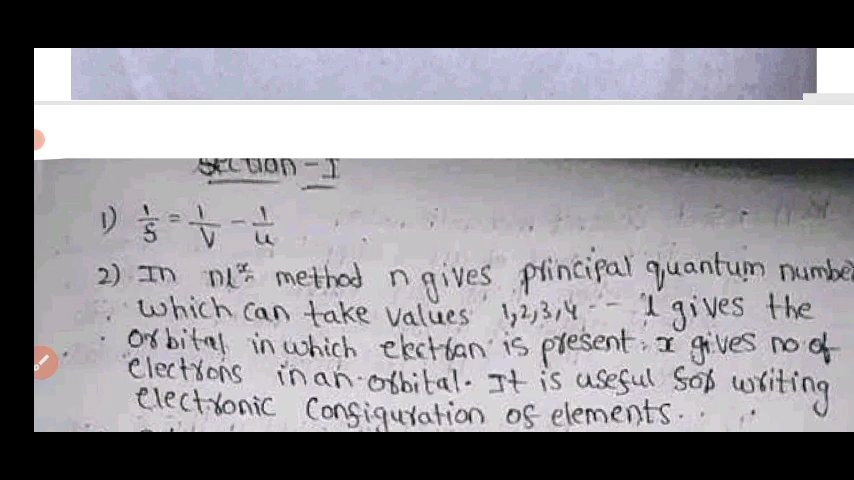 Section - I
1) 1/f = 1/v - 1/u
2) In nl^x method n gives principal quantum number
which can take values 1,2,3,4 -- l gives the
orbital in which electron is present. x gives no of
electrons in an orbital. It is useful for writing
electronic configuration of elements.